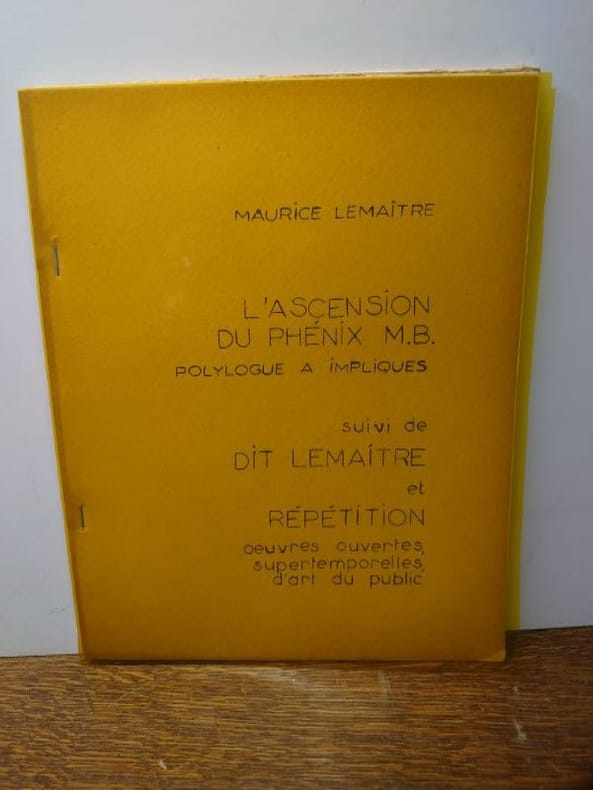 MAURICE LEMAÎTRE
L'ASCENSION
DU PHÉNIX M.B.
POLYLOGUE A IMPLIQUES
suivi de
DIT LEMAÎTRE
et
RÉPÉTITION
oeuvres ouvertes,
supertemporelles,
d'art du public